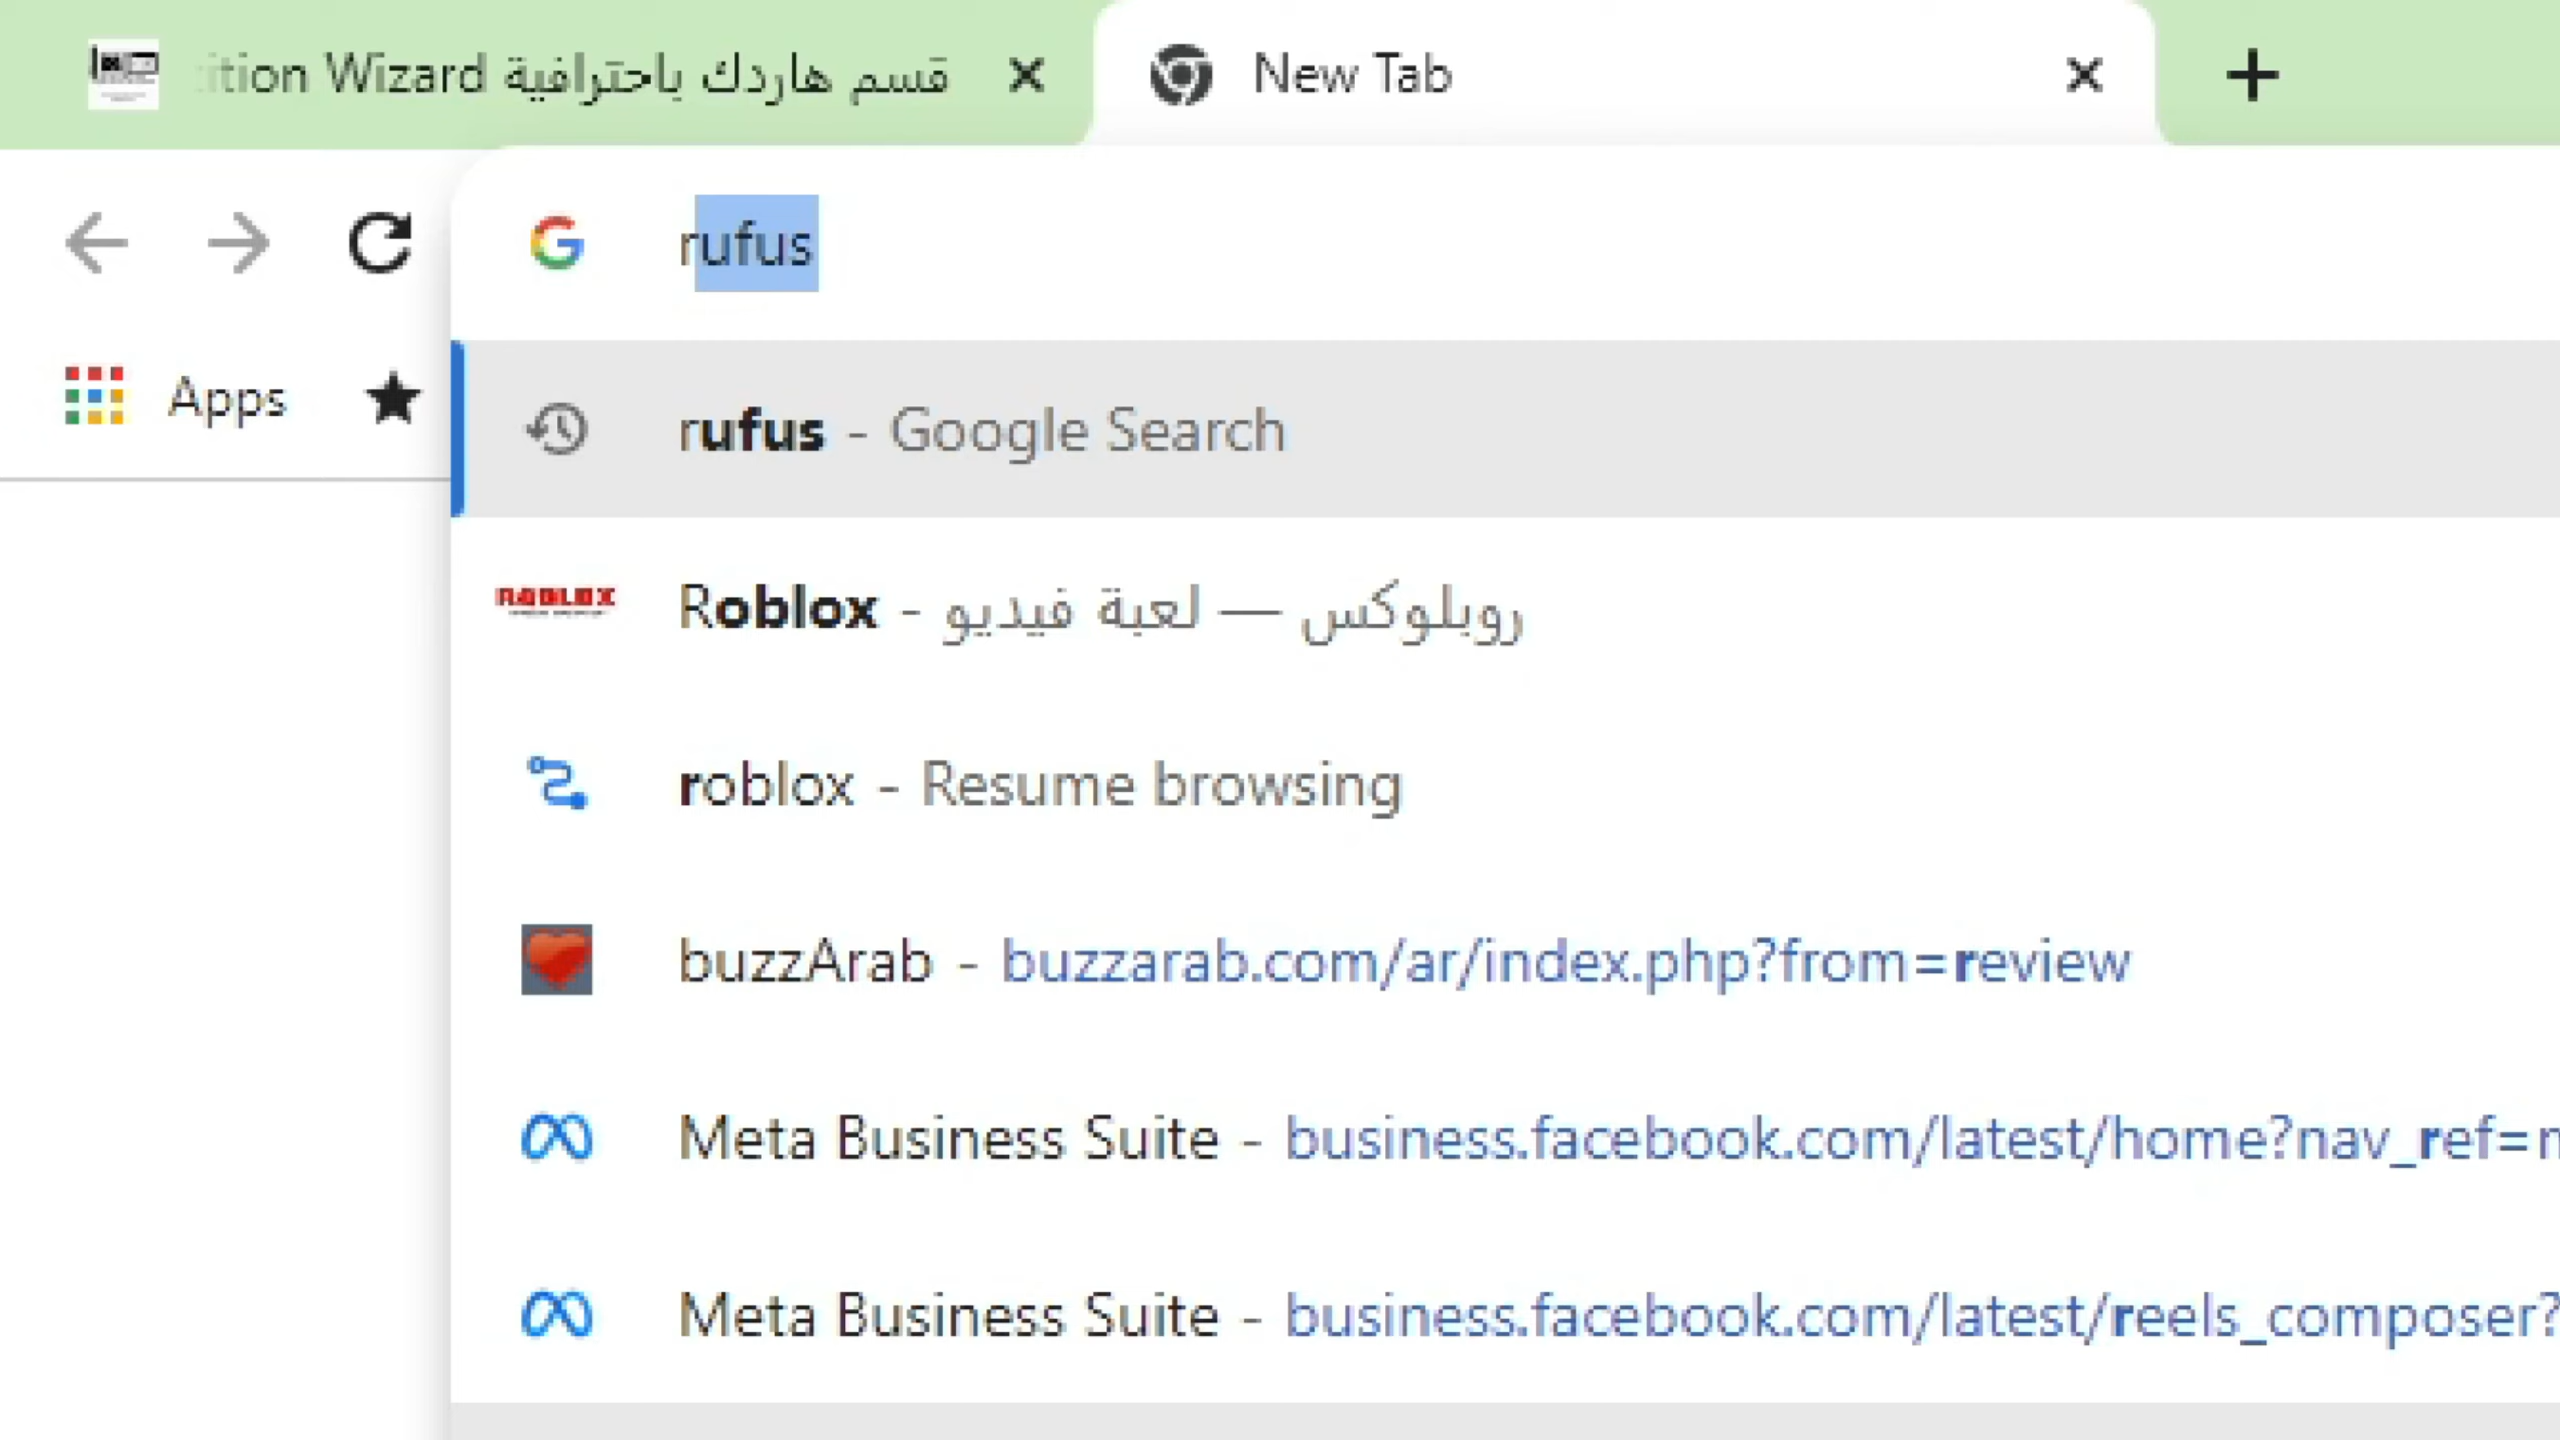 ition Wizard قسم هاردك باحترافية
New Tab
rufus
Apps
rufus - Google Search
ROBLOX
Roblox - روبلوكس — لعبة فيديو
roblox - Resume browsing
buzzArab - buzzarab.com/ar/index.php?from=review
Meta Business Suite - business.facebook.com/latest/home?nav_ref=
Meta Business Suite - business.facebook.com/latest/reels_composer?